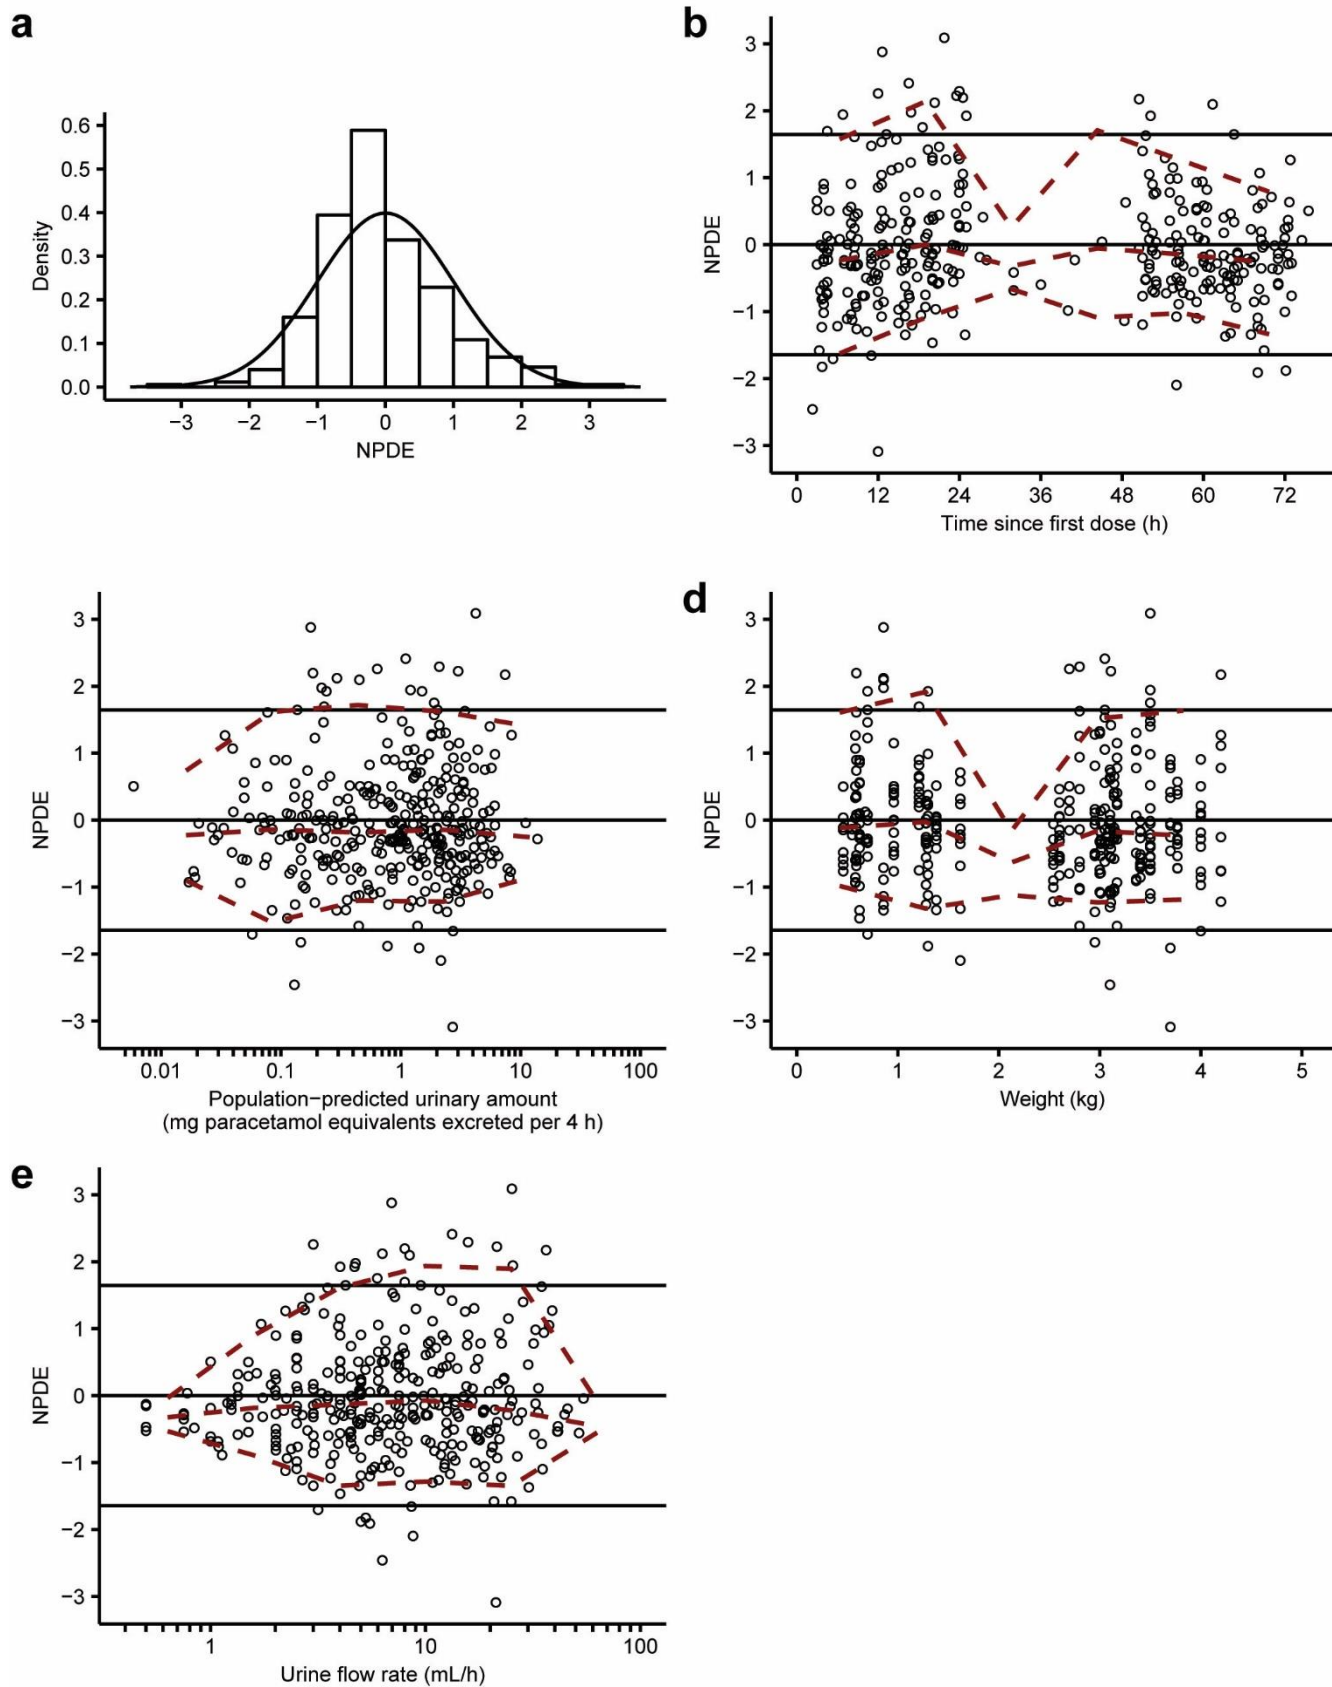 a
0.6
0.5
0.4
0.3
0.2
0.1
0.0
Density
−3 −2 −1 0 1 2 3
NPDE
b
3
2
1
0
−1
−2
−3
NPDE
0 12 24 36 48 60 72
Time since first dose (h)
3
2
1
0
−1
−2
−3
NPDE
0.01 0.1 1 10 100
Population−predicted urinary amount
(mg paracetamol equivalents excreted per 4 h)
d
3
2
1
0
−1
−2
−3
NPDE
0 1 2 3 4 5
Weight (kg)
e
3
2
1
0
−1
−2
−3
NPDE
1 10 100
Urine flow rate (mL/h)